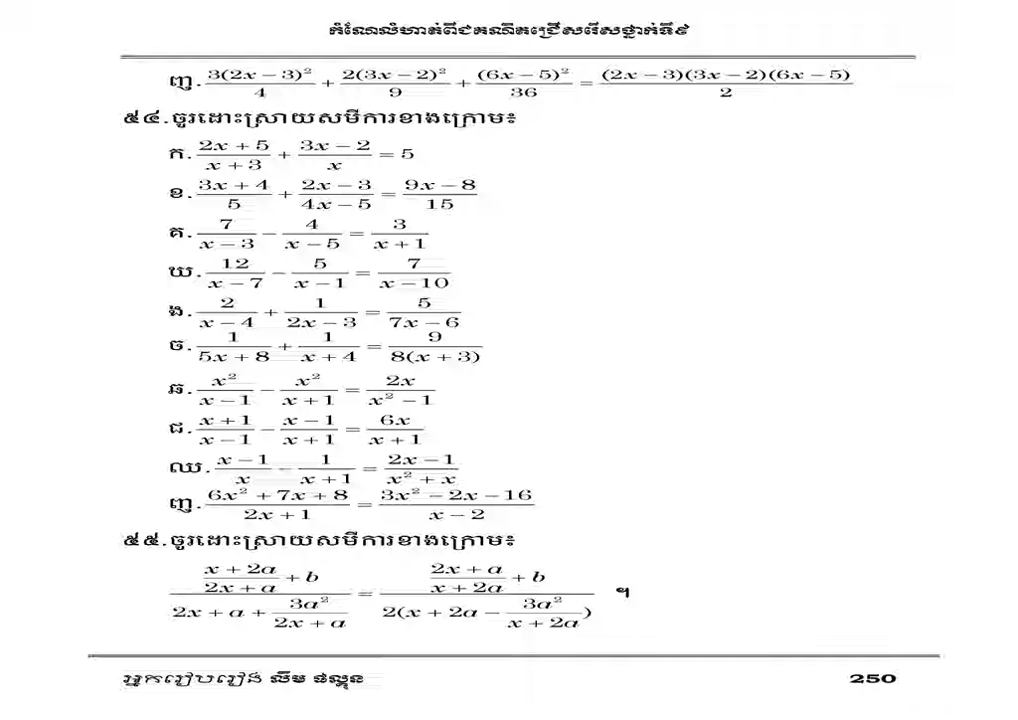 កំណែលំហាត់ពីជគណិតជ្រើសរើសថ្នាក់ទី៩
ញ. 3(2x − 3)²/4 + 2(3x − 2)²/9 + (6x − 5)²/36 = (2x − 3)(3x − 2)(6x − 5)/2
៥៤. ចូរដោះស្រាយសមីការខាងក្រោម៖
ក. (2x + 5)/(x + 3) + (3x − 2)/x = 5
ខ. (3x + 4)/5 + (2x − 3)/(4x − 5) = (9x − 8)/15
គ. 7/(x − 3) − 4/(x − 5) = 3/(x + 1)
ឃ. 12/(x − 7) − 5/(x − 1) = 7/(x − 10)
ង. 2/(x − 4) + 1/(2x − 3) = 5/(7x − 6)
ច. 1/(5x + 8) + 1/(x + 4) = 9/(8(x + 3))
ឆ. x²/(x − 1) − x²/(x + 1) = 2x/(x² − 1)
ជ. (x + 1)/(x − 1) − (x − 1)/(x + 1) = 6x/(x + 1)
ឈ. (x − 1)/x − 1/(x + 1) = (2x − 1)/(x² + x)
ញ. (6x² + 7x + 8)/(2x + 1) = (3x² − 2x − 16)/(x − 2)
៥៥. ចូរដោះស្រាយសមីការខាងក្រោម៖
((x + 2a)/(2x + a) + b)/(2x + a + 3a²/(2x + a)) = ((2x + a)/(x + 2a) + b)/(2(x + 2a − 3a²/(x + 2a))) ។
អ្នករៀបរៀង លឹម ផល្គុន 250